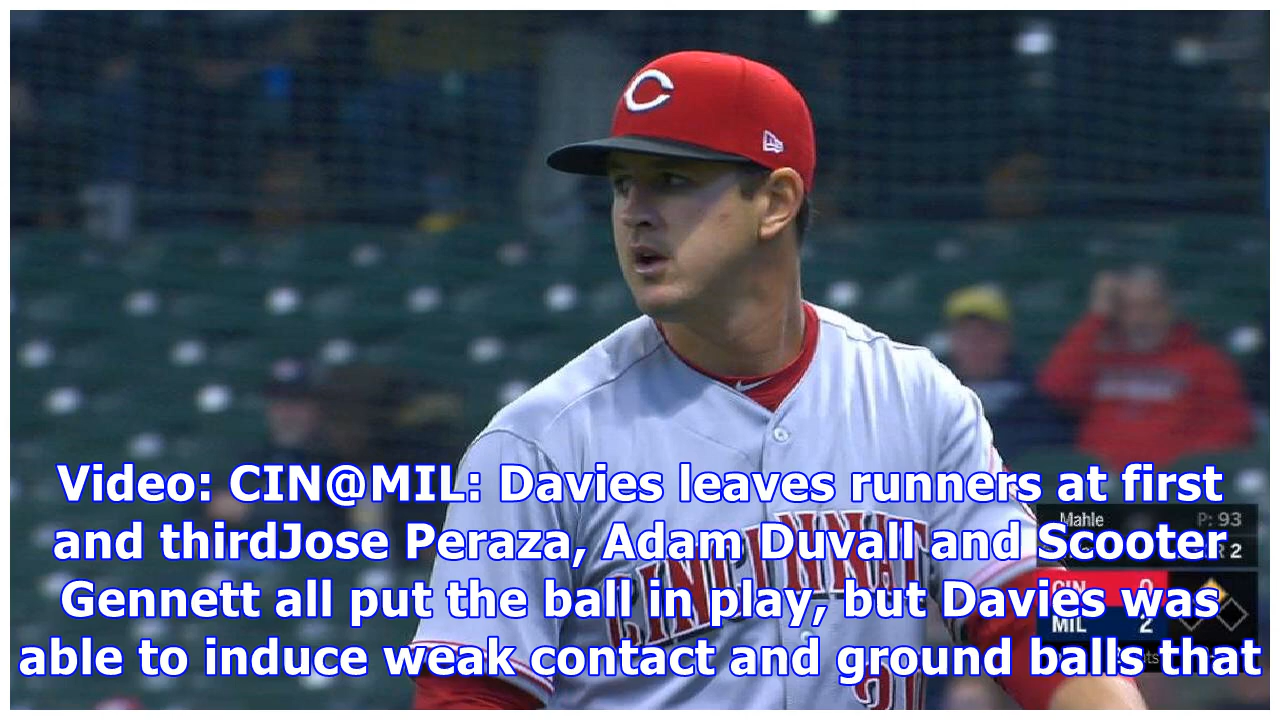 C
Video: CIN@MIL: Davies leaves runners at first
and thirdJose Peraza, Adam Duvall and Scooter
Gennett all put the ball in play, but Davies was
able to induce weak contact and ground balls that
Mahle P: 93
R 2
CIN 0
MIL 2
CINCINNATI